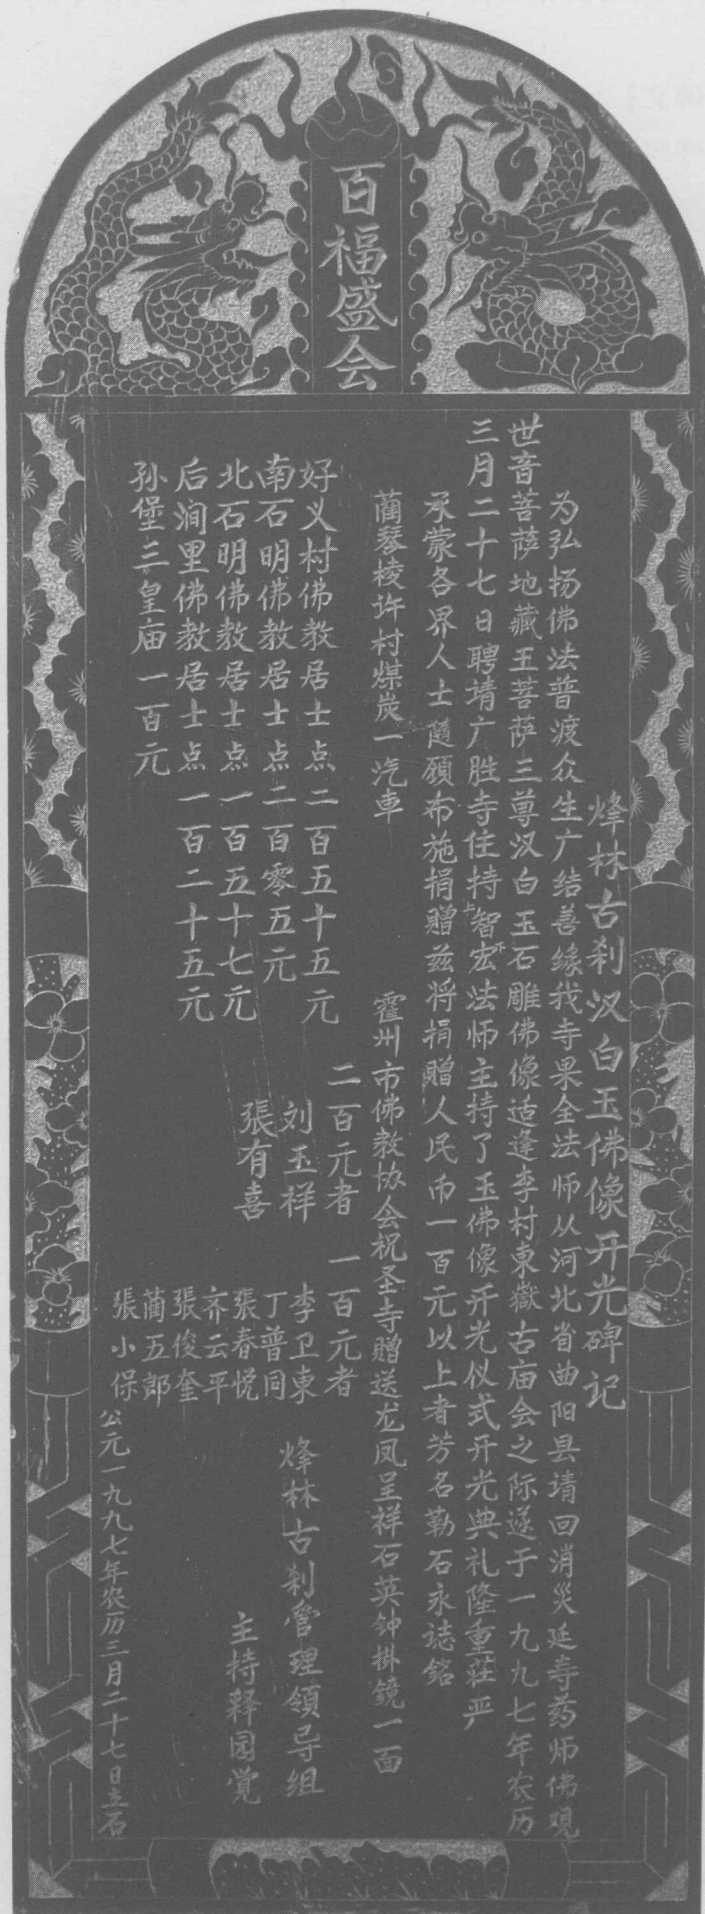 百福盛会
烽林古刹汉白玉佛像开光碑记
为弘扬佛法普渡众生广结善缘我寺果全法师从河北省曲阳县请回消災延寿药师佛观
世音菩萨地藏王菩萨三尊汉白玉石雕佛像适逢李村東嶽古庙会之际遂于一九九七年农历
三月二十七日聘請广胜寺住持上智宏下法师主持了玉佛像开光仪式开光典礼隆重莊严
承蒙各界人士随願布施捐贈兹将捐贈人民币一百元以上者芳名勒石永誌銘
蔺琴棱许村煤炭一汽車
霍州市佛教协会祝圣寺贈送龙凤呈祥石英钟掛鏡一面
好义村佛教居士点二百五十五元
南石明佛教居士点二百零五元
北石明佛教居士点一百五十七元
后涧里佛教居士点一百二十五元
孙堡三皇庙一百元
二百元者
刘玉祥
張有喜
一百元者
李卫東
丁普同
張春悦
齐云平
張俊奎
蔺五郎
張小保
烽林古刹管理領导组
主持释园觉
公元一九九七年农历三月二十七日立石